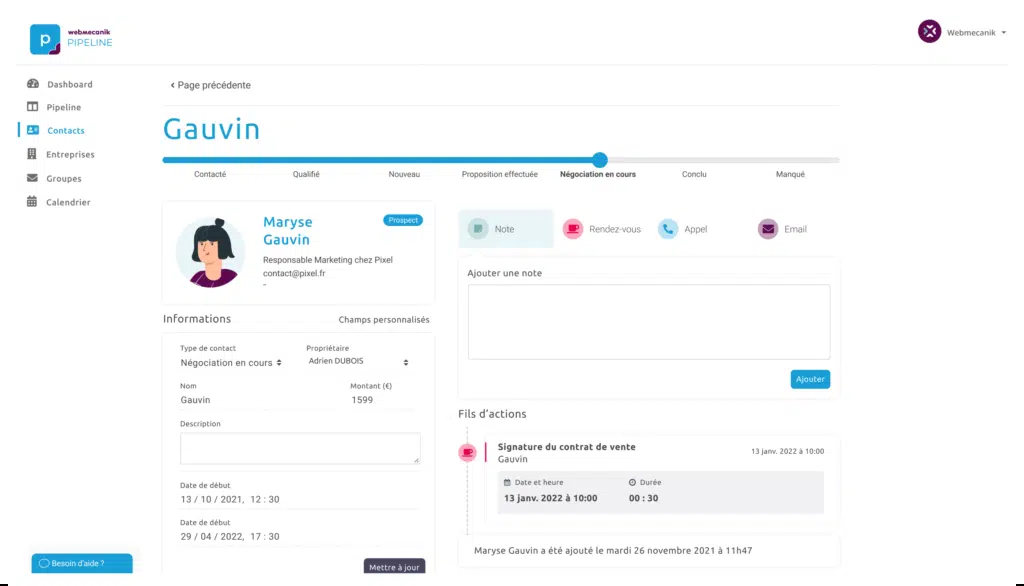 webmecanik
PIPELINE
Webmecanik
Dashboard
Pipeline
Contacts
Entreprises
Groupes
Calendrier
Besoin d'aide ?
Page précédente
Gauvin
Contacté Qualifié Nouveau Proposition effectuée Négociation en cours Conclu Manqué
Maryse
Gauvin
Prospect
Responsable Marketing chez Pixel
contact@pixel.fr
-
Informations Champs personnalisés
Type de contact Propriétaire
Négociation en cours Adrien DUBOIS
Nom Montant (€)
Gauvin 1599
Description
Date de début
13 / 10 / 2021, 12 : 30
Date de début
29 / 04 / 2022, 17 : 30
Mettre à jour
Note Rendez-vous Appel Email
Ajouter une note
Ajouter
Fils d'actions
Signature du contrat de vente 13 janv. 2022 à 10:00
Gauvin
Date et heure Durée
13 janv. 2022 à 10:00 00 : 30
Maryse Gauvin a été ajouté le mardi 26 novembre 2021 à 11h47